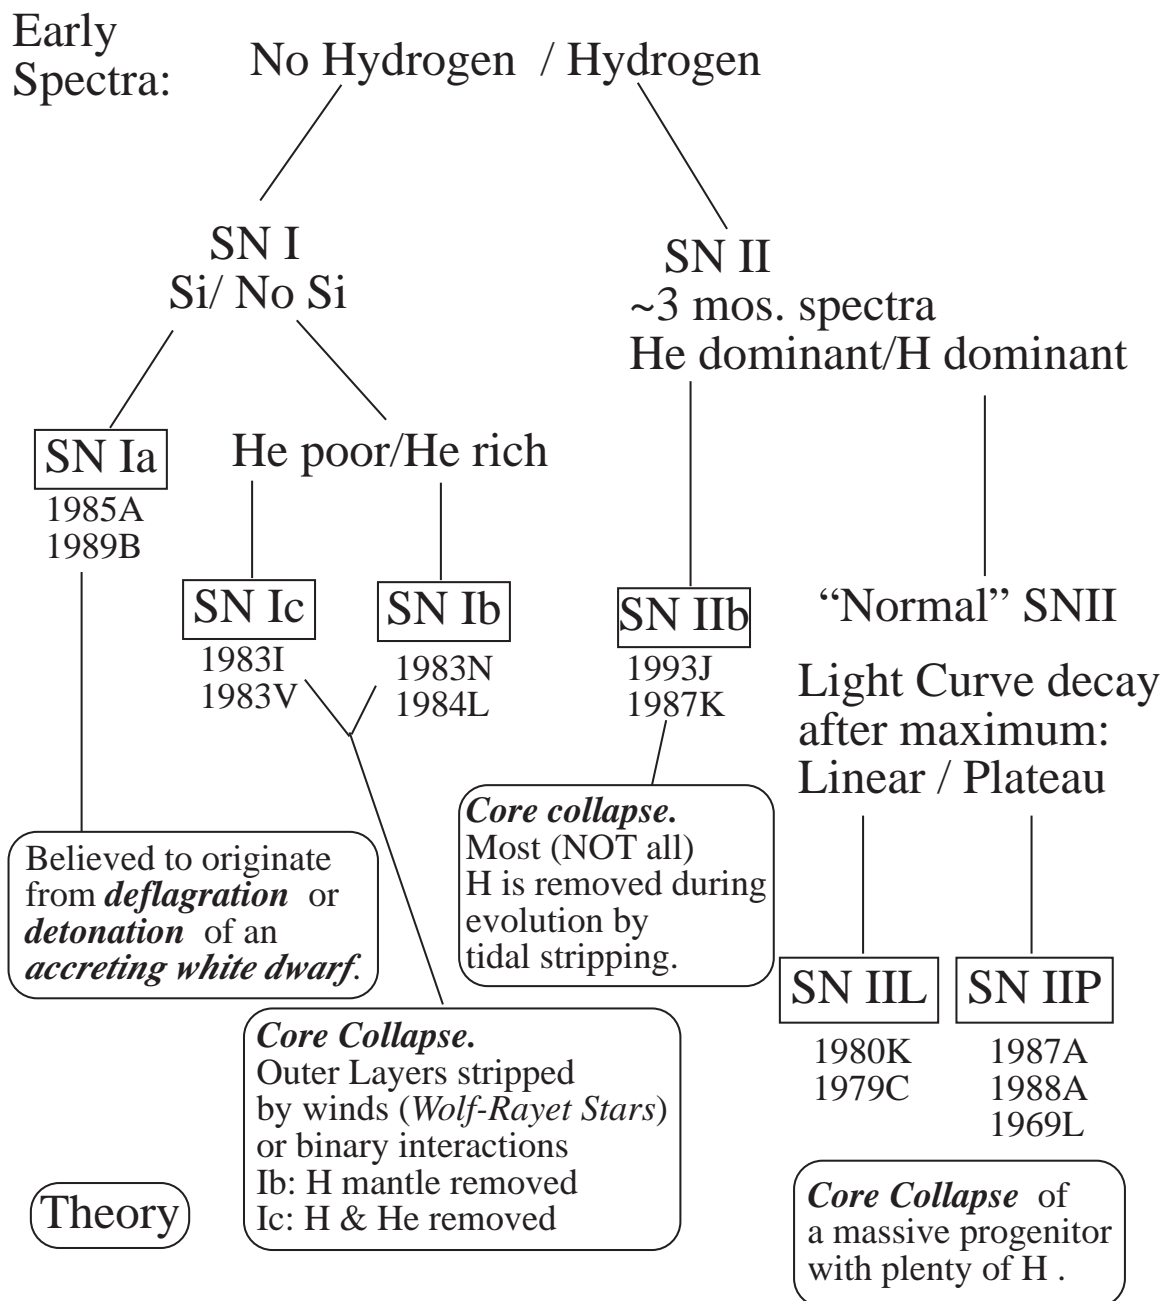 Early
Spectra:
No Hydrogen / Hydrogen
SN I
Si/ No Si
SN II
~3 mos. spectra
He dominant/H dominant
SN Ia
1985A
1989B
He poor/He rich
SN Ic
1983I
1983V
SN Ib
1983N
1984L
SN IIb
1993J
1987K
“Normal” SNII
Light Curve decay
after maximum:
Linear / Plateau
Believed to originate
from deflagration or
detonation of an
accreting white dwarf.
Core collapse.
Most (NOT all)
H is removed during
evolution by
tidal stripping.
SN IIL
1980K
1979C
SN IIP
1987A
1988A
1969L
Core Collapse.
Outer Layers stripped
by winds (Wolf-Rayet Stars)
or binary interactions
Ib: H mantle removed
Ic: H & He removed
Theory
Core Collapse of
a massive progenitor
with plenty of H .